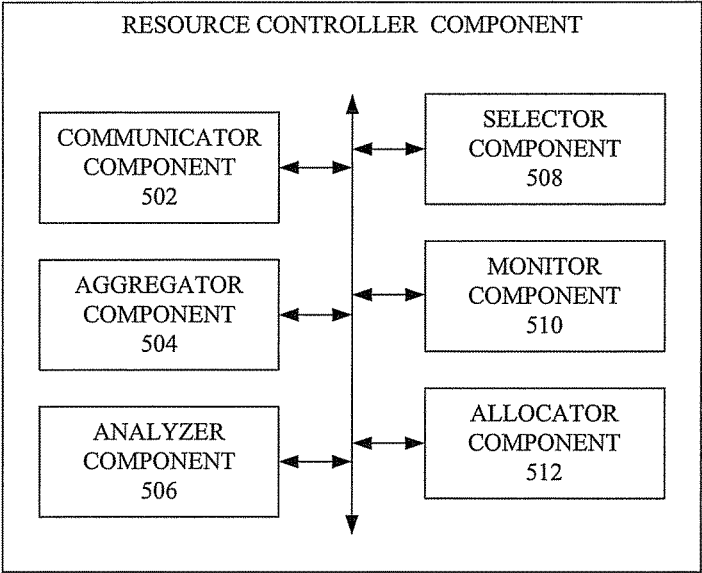 RESOURCE CONTROLLER COMPONENT
COMMUNICATOR
COMPONENT
502
AGGREGATOR
COMPONENT
504
ANALYZER
COMPONENT
506
SELECTOR
COMPONENT
508
MONITOR
COMPONENT
510
ALLOCATOR
COMPONENT
512